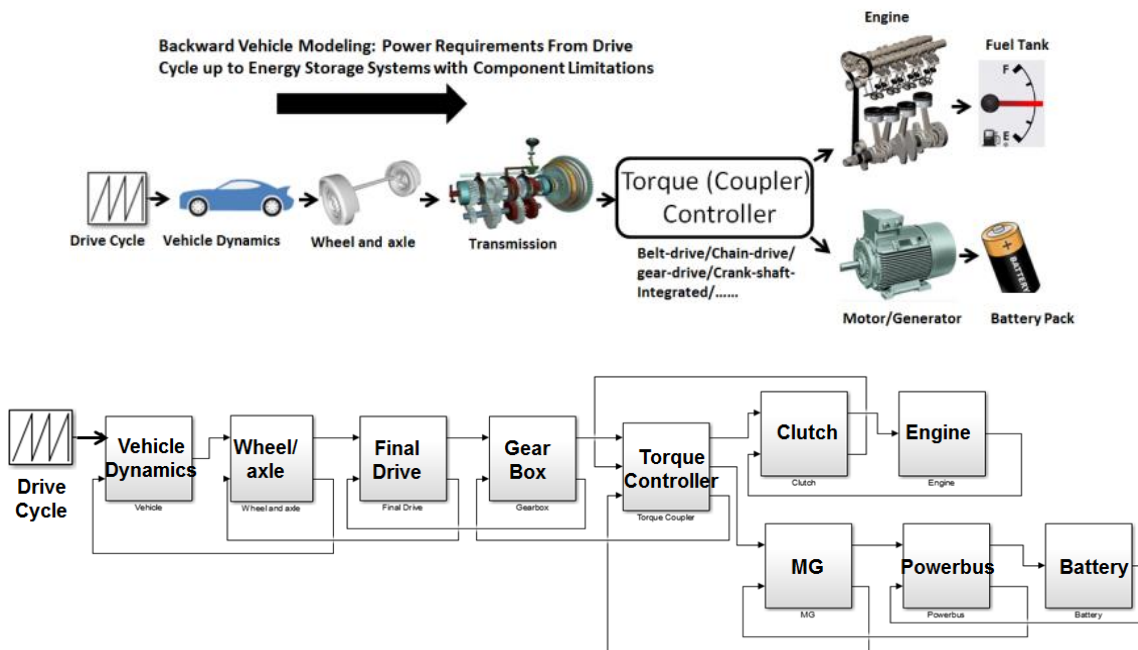 Engine
Fuel Tank
Backward Vehicle Modeling: Power Requirements From Drive
Cycle up to Energy Storage Systems with Component Limitations
F
E
Torque (Coupler)
Controller
Drive Cycle
Vehicle Dynamics
Wheel and axle
Transmission
Belt-drive/Chain-drive/
gear-drive/Crank-shaft-
Integrated/......
BATTERY
Motor/Generator
Battery Pack
Vehicle
Dynamics
Vehicle
Wheel/
axle
Wheel and axle
Final
Drive
Final Drive
Gear
Box
Gearbox
Torque
Controller
Torque Coupler
Clutch
Clutch
Engine
Engine
Drive
Cycle
MG
MG
Powerbus
Powerbus
Battery
Battery